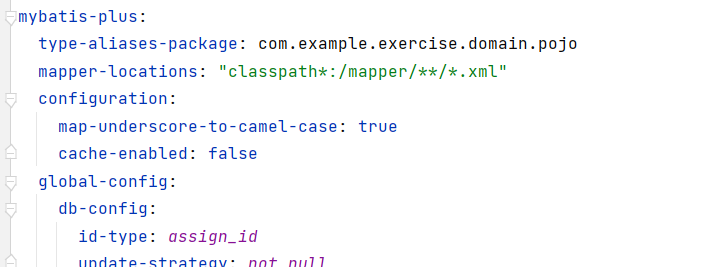 mybatis-plus:
type-aliases-package: com.example.exercise.domain.pojo
mapper-locations: "classpath*:/mapper/**/*.xml"
configuration:
map-underscore-to-camel-case: true
cache-enabled: false
global-config:
db-config:
id-type: assign_id
update-strategy: not_null